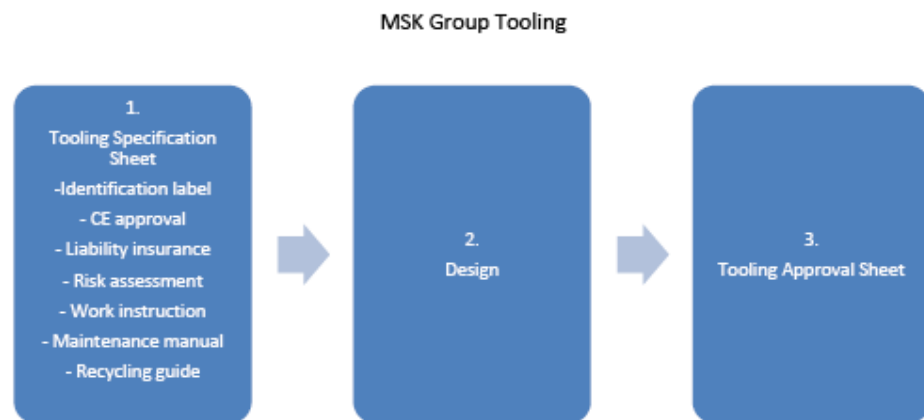 MSK Group Tooling
1.
Tooling Specification
Sheet
-Identification label
- CE approval
- Liability insurance
- Risk assessment
- Work instruction
- Maintenance manual
- Recycling guide
2.
Design
3.
Tooling Approval Sheet